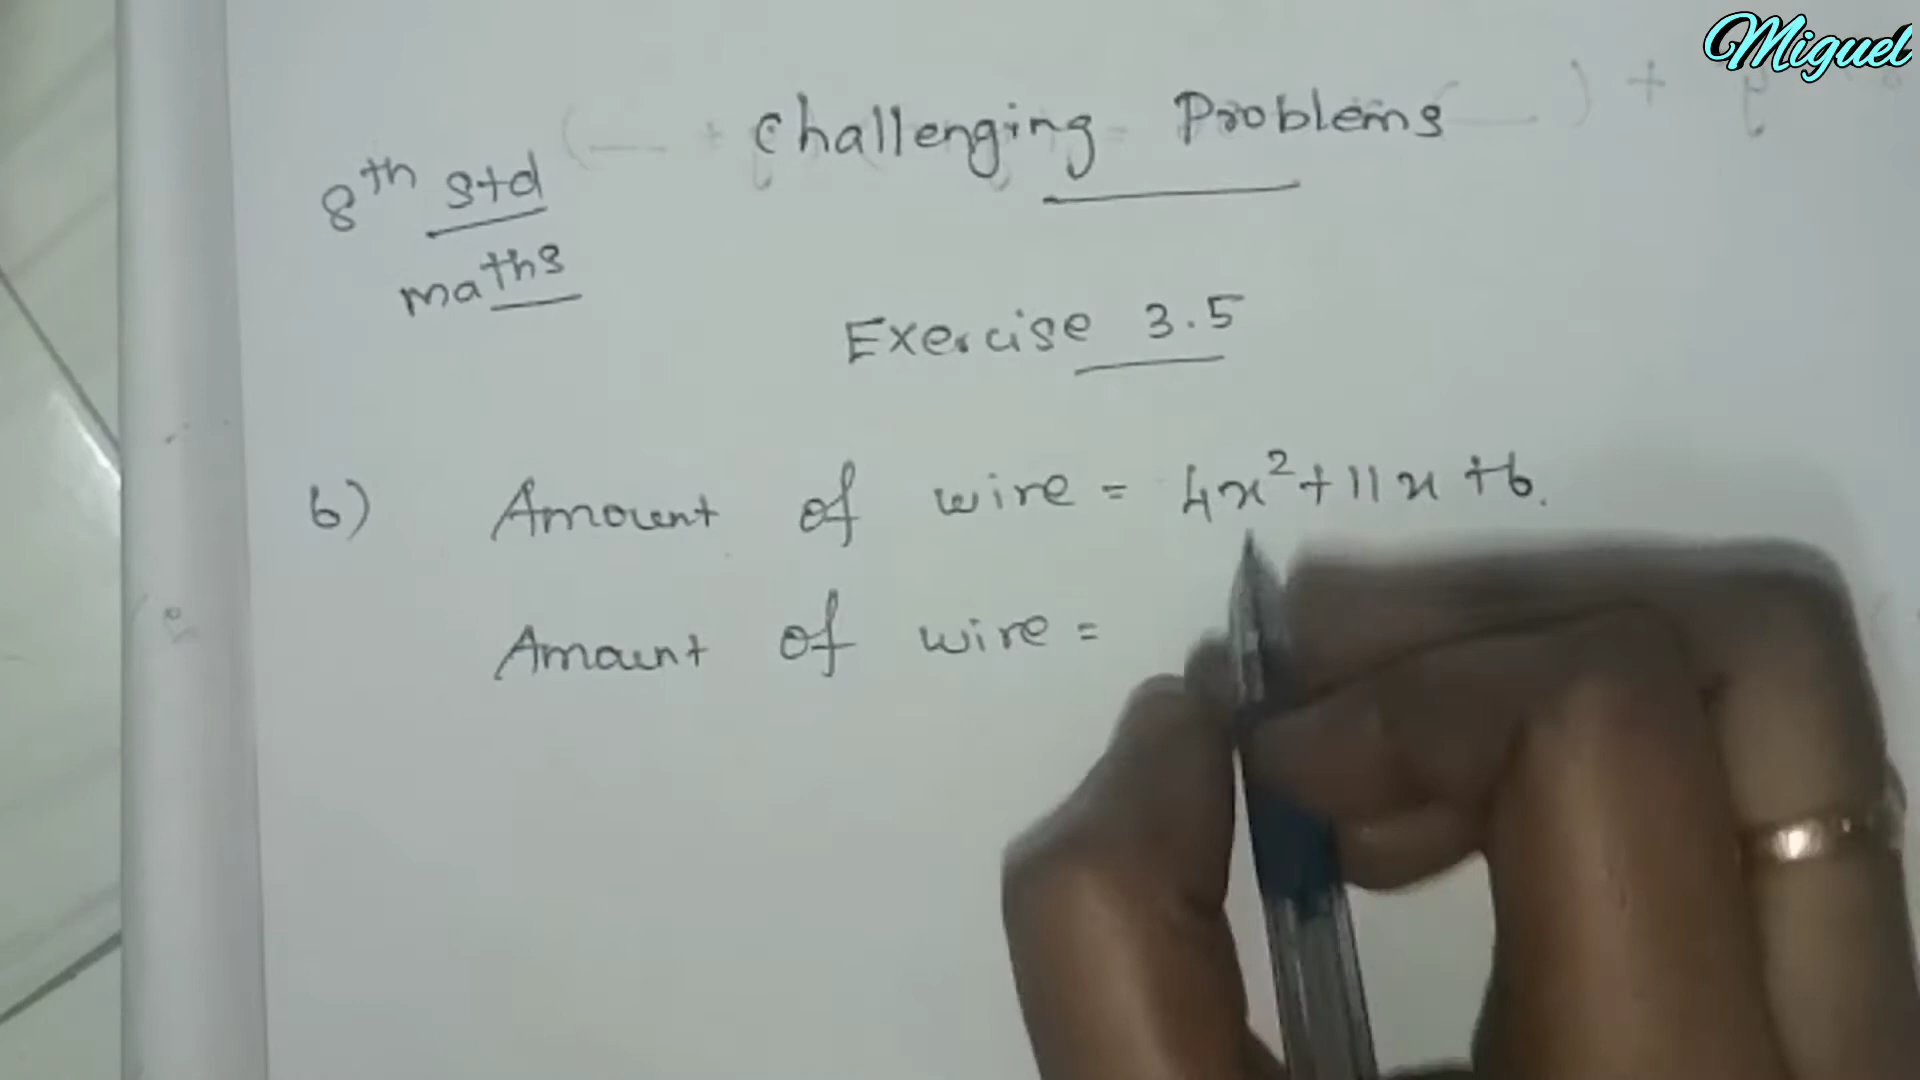 Miguel
Challenging Problems
8th std
maths
Exercise 3.5
6) Amount of wire = 4x²+11x+6.
Amount of wire =